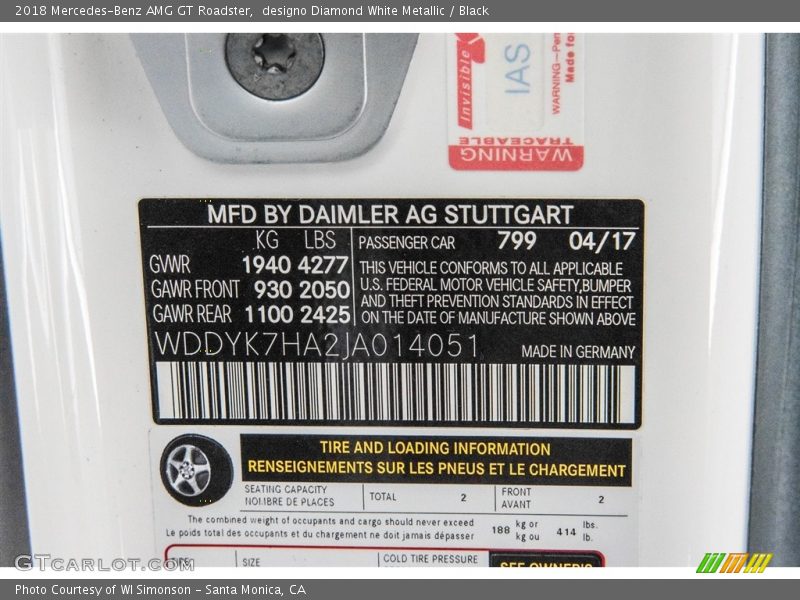 2018 Mercedes-Benz AMG GT Roadster, designo Diamond White Metallic / Black
Invisible
IAS
WARNING-Per
Made fo
TRACEABLE
WARNING
MFD BY DAIMLER AG STUTTGART
KG LBS PASSENGER CAR 799 04/17
GVWR 1940 4277
GAWR FRONT 930 2050
GAWR REAR 1100 2425
THIS VEHICLE CONFORMS TO ALL APPLICABLE
U.S. FEDERAL MOTOR VEHICLE SAFETY,BUMPER
AND THEFT PREVENTION STANDARDS IN EFFECT
ON THE DATE OF MANUFACTURE SHOWN ABOVE
WDDYK7HA2JA014051 MADE IN GERMANY
TIRE AND LOADING INFORMATION
RENSEIGNEMENTS SUR LES PNEUS ET LE CHARGEMENT
SEATING CAPACITY
NOMBRE DE PLACES
TOTAL 2
FRONT
AVANT
2
The combined weight of occupants and cargo should never exceed
Le poids total des occupants et du chargement ne doit jamais dépasser
188 kg or
kg ou
414 lbs.
lb.
SIZE COLD TIRE PRESSURE
SEE OWNER'S
GTCarLot.com
Photo Courtesy of WI Simonson – Santa Monica, CA